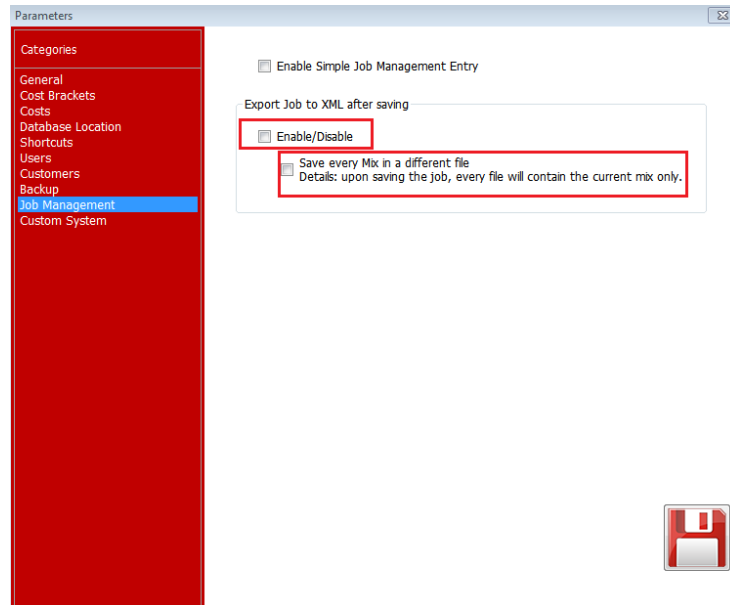 Parameters
Categories
General
Cost Brackets
Costs
Database Location
Shortcuts
Users
Customers
Backup
Job Management
Custom System
Enable Simple Job Management Entry
Export Job to XML after saving
Enable/Disable
Save every Mix in a different file
Details: upon saving the job, every file will contain the current mix only.